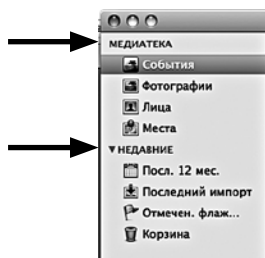 МЕДИАТЕКА
События
Фотографии
Лица
Места
НЕДАВНИЕ
Посл. 12 мес.
Последний импорт
Отмечен. флаж...
Корзина